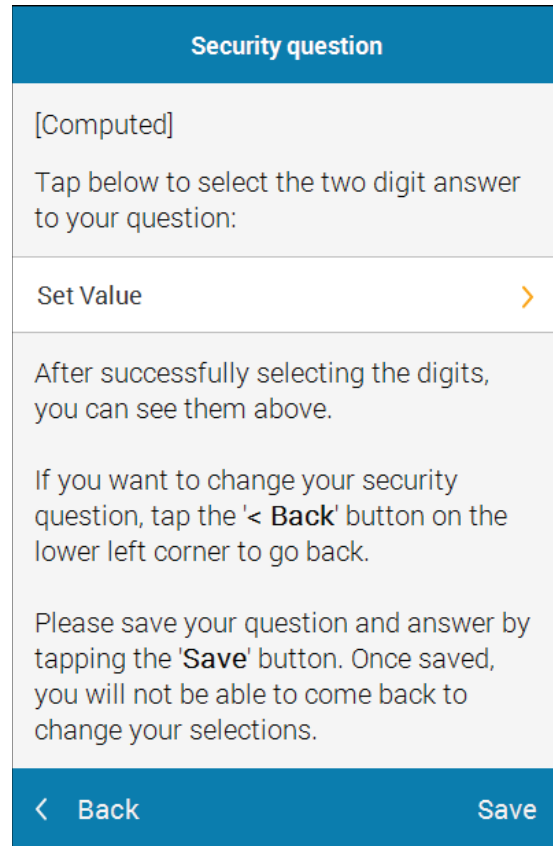 Security question
[Computed]
Tap below to select the two digit answer
to your question:
Set Value
After successfully selecting the digits,
you can see them above.
If you want to change your security
question, tap the '< Back' button on the
lower left corner to go back.
Please save your question and answer by
tapping the 'Save' button. Once saved,
you will not be able to come back to
change your selections.
< Back Save